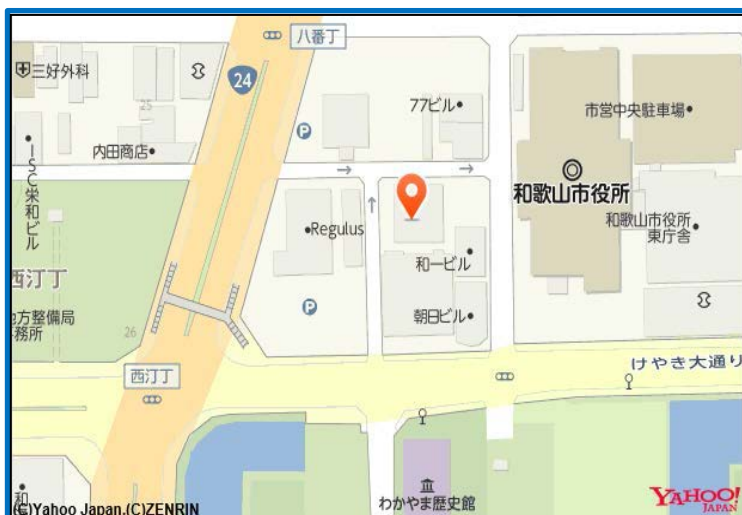 八番丁
三好外科
24
77ビル
市営中央駐車場
25
P
内田商店
ISC栄和ビル
和歌山市役所
和歌山市役所
東庁舎
Regulus
和一ビル
西汀丁
P
朝日ビル
地方整備局
務所
26
けやき大通り
西汀丁
わかやま歴史館
和
(C)Yahoo Japan,(C)ZENRIN
YAHOO!
JAPAN